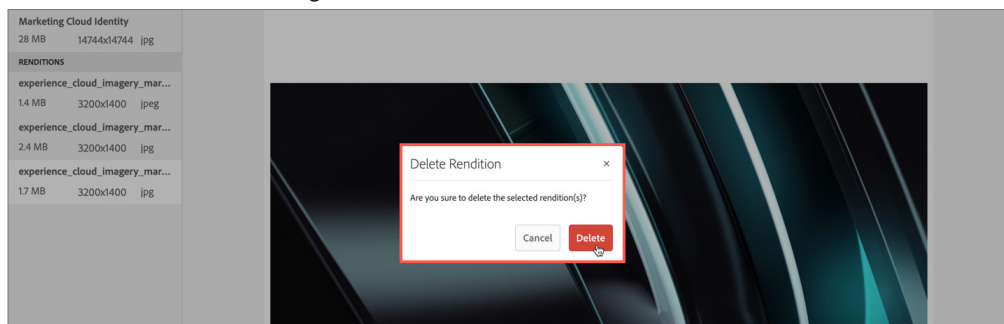 Marketing Cloud Identity
28 MB 14744x14744 jpg
RENDITIONS
experience_cloud_imagery_mar...
1.4 MB 3200x1400 jpeg
experience_cloud_imagery_mar...
2.4 MB 3200x1400 jpg
experience_cloud_imagery_mar...
1.7 MB 3200x1400 jpg
Delete Rendition ×
Are you sure to delete the selected rendition(s)?
Cancel Delete